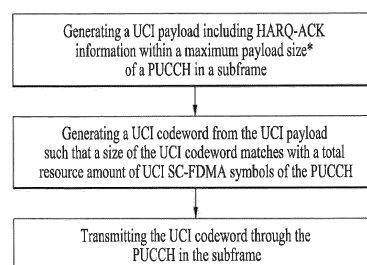 Generating a UCI payload including HARQ-ACK
information within a maximum payload size*
of a PUCCH in a subframe
Generating a UCI codeword from the UCI payload
such that a size of the UCI codeword matches with a total
resource amount of UCI SC-FDMA symbols of the PUCCH
Transmitting the UCI codeword through the
PUCCH in the subframe